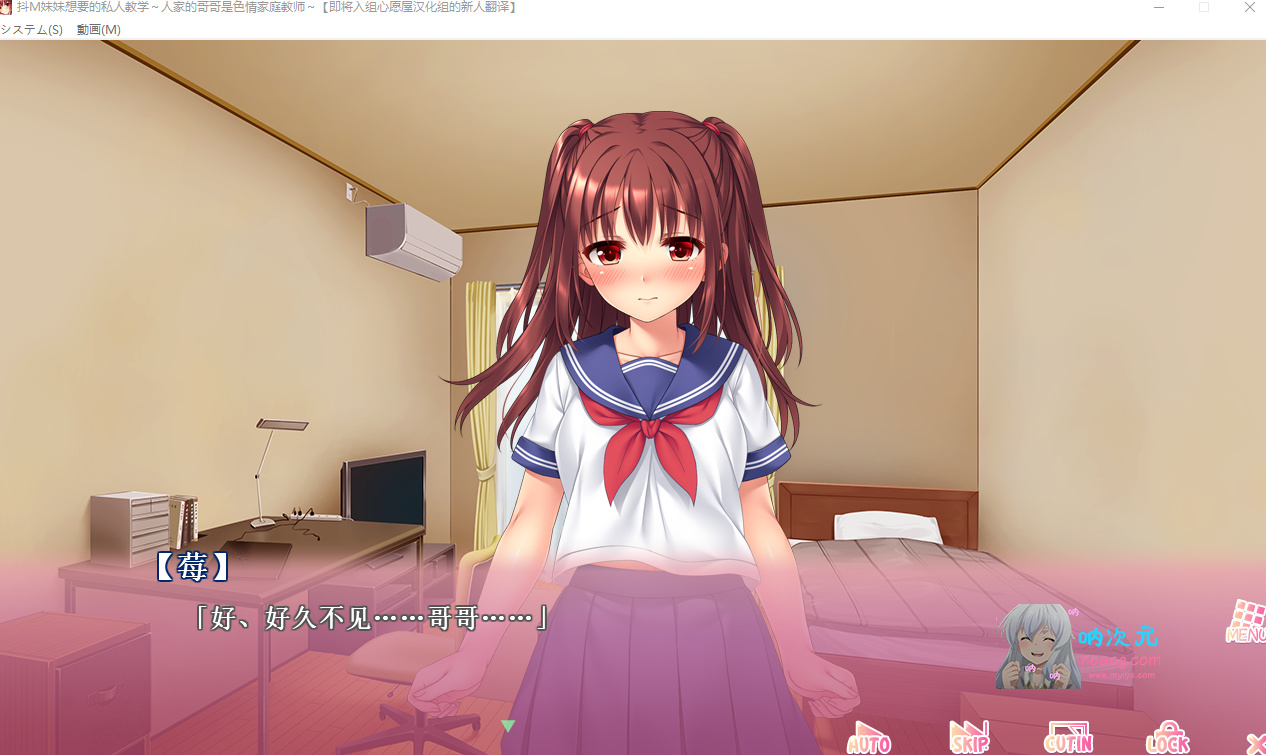 抖M妹妹想要的私人教学～人家的哥哥是色情家庭教师～【即将入组心愿屋汉化组的新人翻译】
システム(S) 動画(M)
【莓】
「好、好久不见……哥哥……」
呐
呐次元
呐
呐
MENU
AUTO
SKIP
CUTIN
LOCK